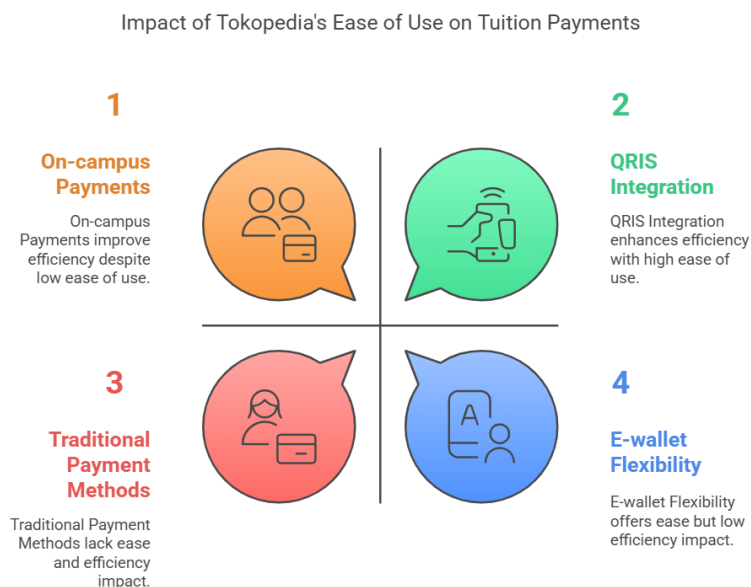 Impact of Tokopedia's Ease of Use on Tuition Payments
1
On-campus
Payments
On-campus
Payments improve
efficiency despite
low ease of use.
2
QRIS
Integration
QRIS Integration
enhances efficiency
with high ease of
use.
3
Traditional
Payment
Methods
Traditional Payment
Methods lack ease
and efficiency
impact.
4
E-wallet
Flexibility
E-wallet Flexibility
offers ease but low
efficiency impact.
A